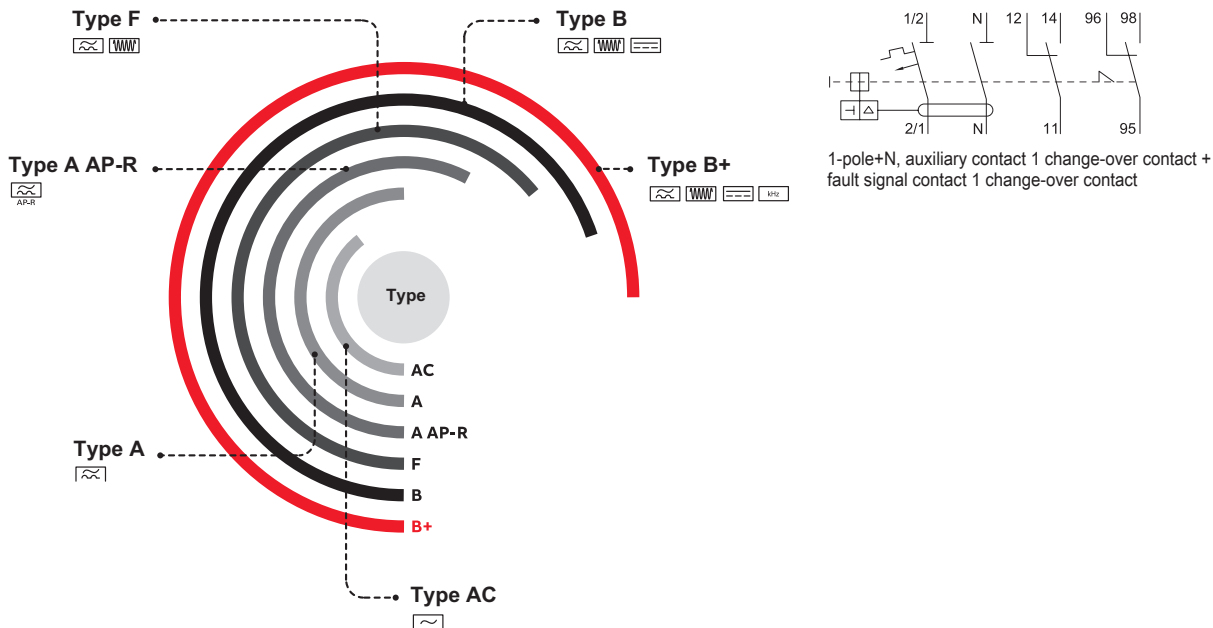 Type F
Type B
Type A AP-R
AP-R
Type B+
kHz
Type
AC
A
A AP-R
F
B
B+
Type A
Type AC
1/2 N 12 14 96 98
2/1 N 11 95
1-pole+N, auxiliary contact 1 change-over contact +
fault signal contact 1 change-over contact